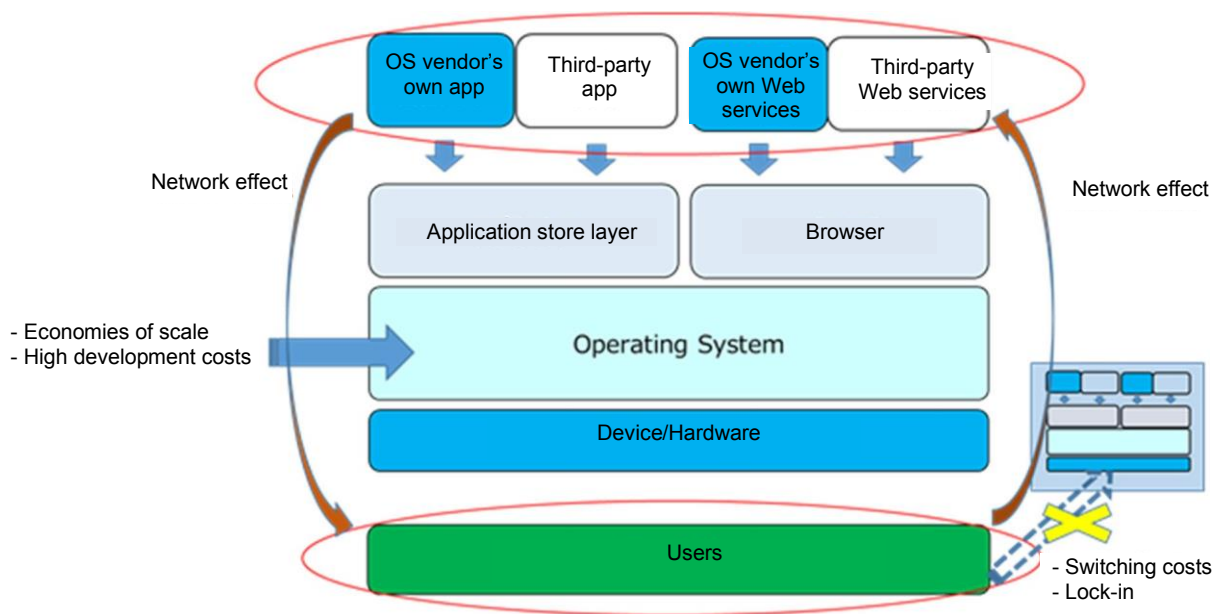 OS vendor's
own app
Third-party
app
OS vendor's
own Web
services
Third-party
Web services
Network effect
Network effect
Application store layer
Browser
- Economies of scale
- High development costs
Operating System
Device/Hardware
Users
- Switching costs
- Lock-in